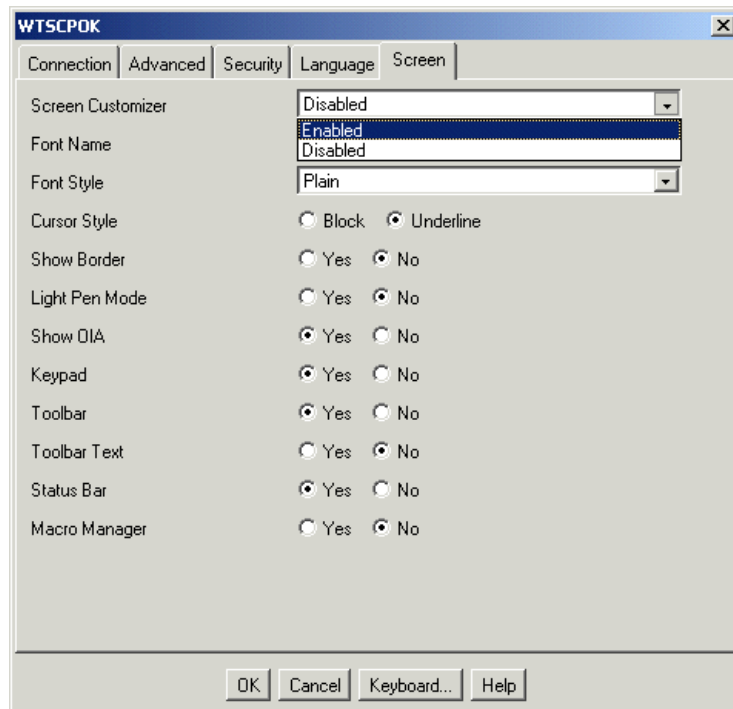 WTSCPOK
Connection Advanced Security Language Screen
Screen Customizer Disabled
Enabled
Font Name
Disabled
Font Style Plain
Cursor Style Block Underline
Show Border Yes No
Light Pen Mode Yes No
Show OIA Yes No
Keypad Yes No
Toolbar Yes No
Toolbar Text Yes No
Status Bar Yes No
Macro Manager Yes No
OK Cancel Keyboard... Help